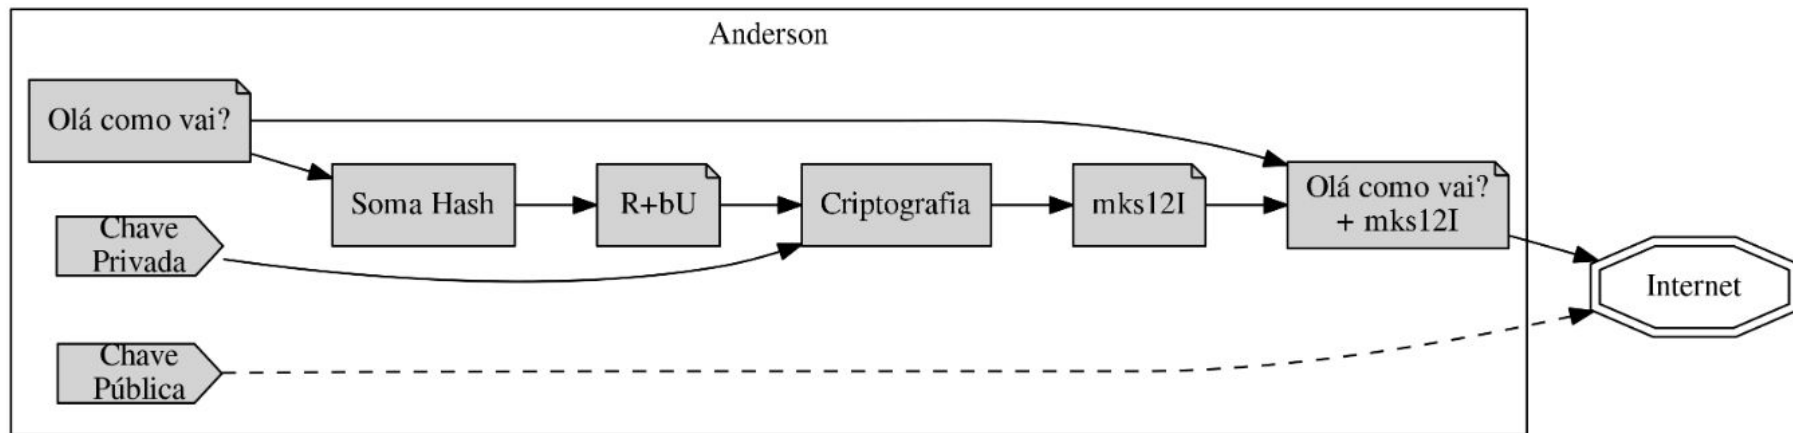 Anderson
Olá como vai?
Soma Hash
R+bU
Criptografia
mks12I
Olá como vai?
+ mks12I
Chave
Privada
Internet
Chave
Pública